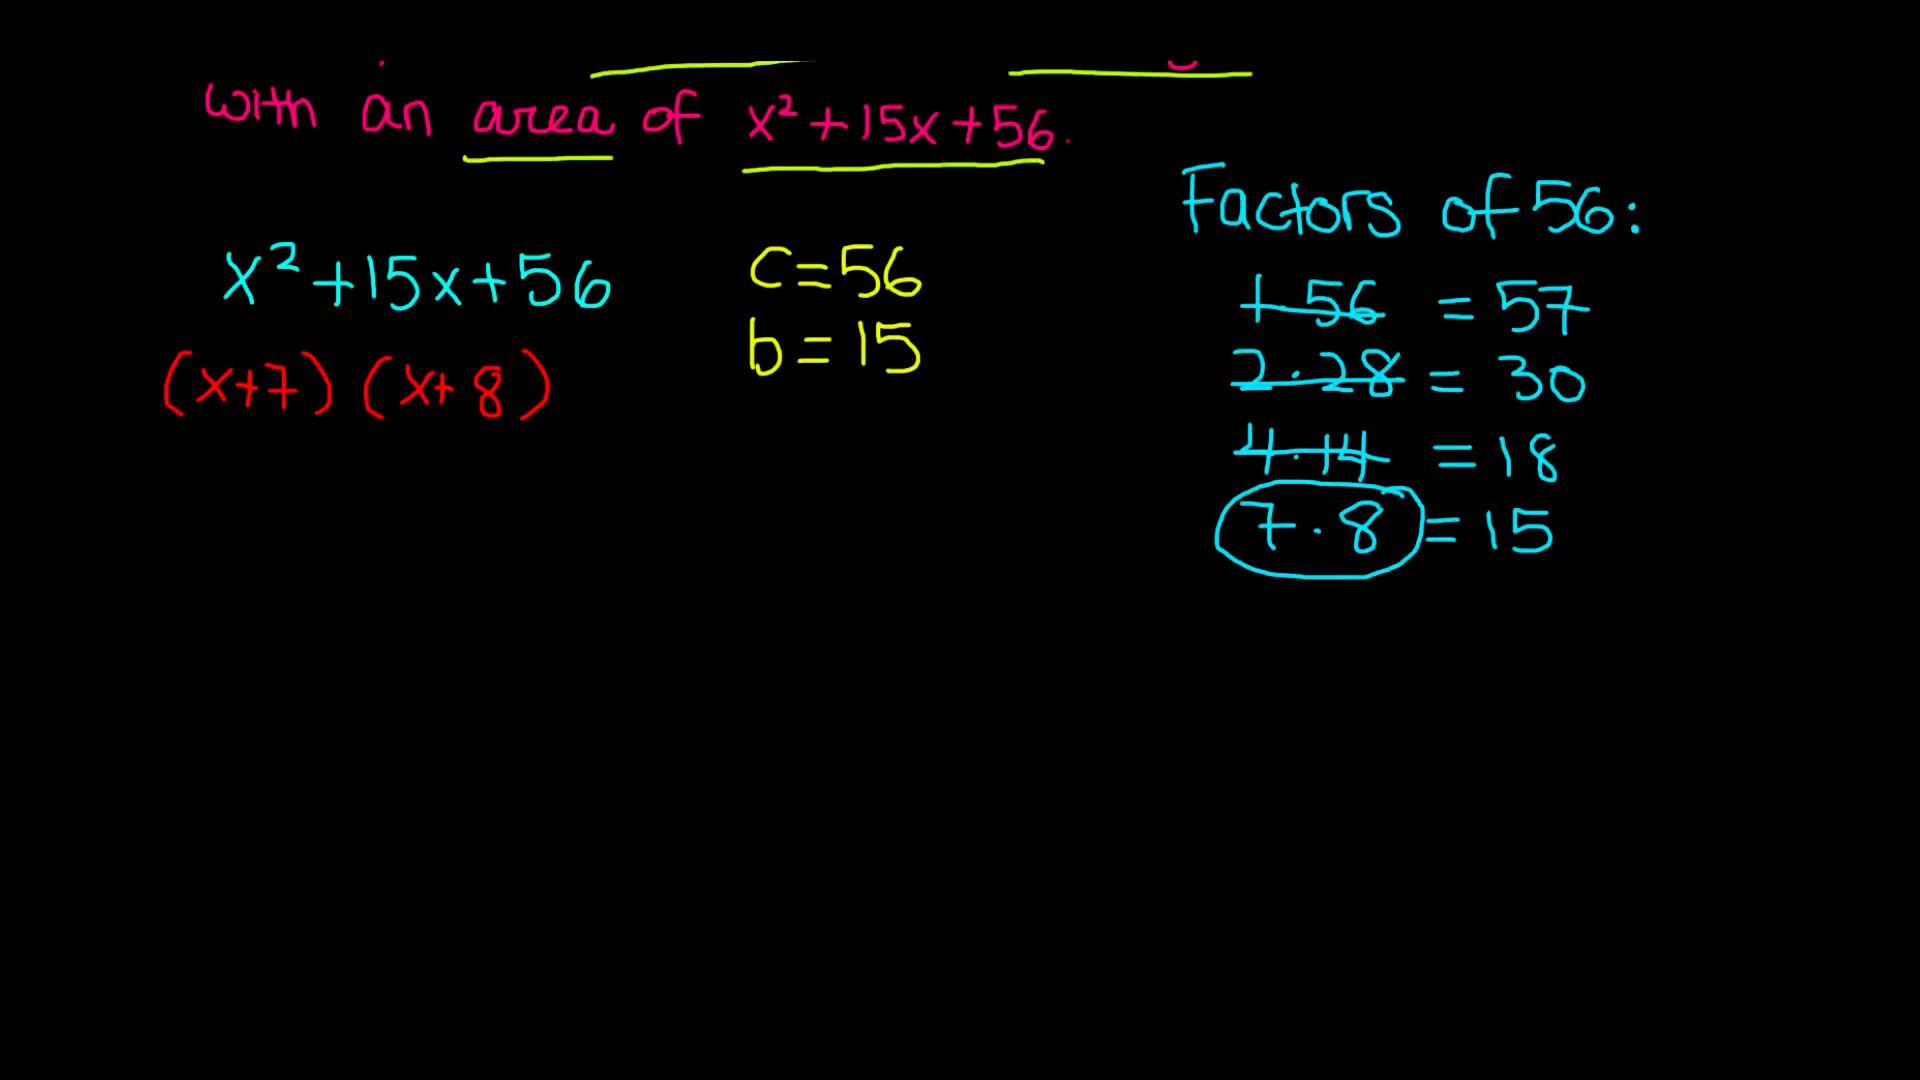 with an area of x²+15x+56.
Factors of 56:
x²+15x+56
c=56
1·56 = 57
(x+7)(x+8)
b=15
2·28 = 30
4·14 = 18
7·8 = 15